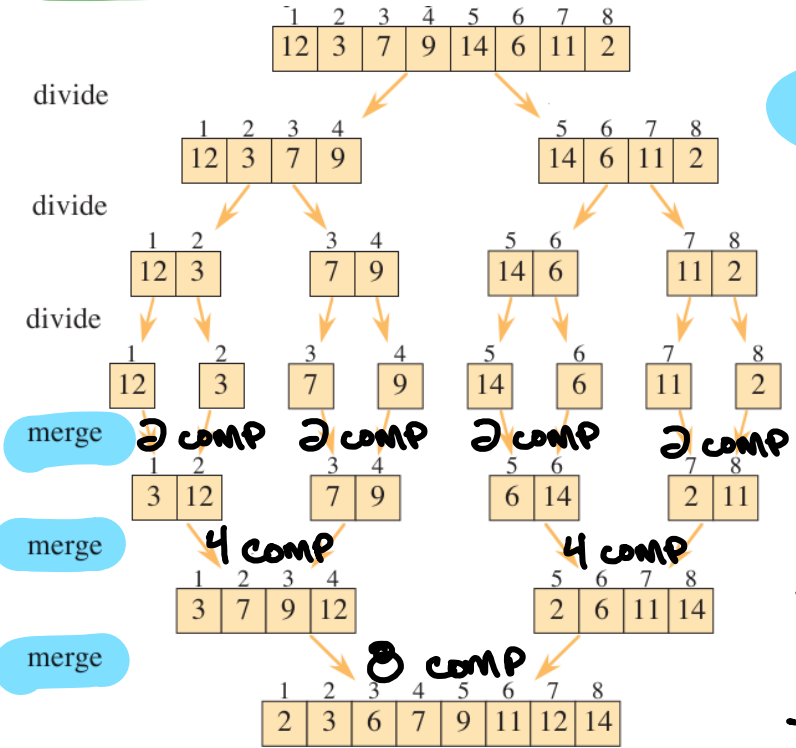 1 2 3 4 5 6 7 8
12 3 7 9 14 6 11 2
divide
1 2 3 4 5 6 7 8
12 3 7 9 14 6 11 2
divide
1 2 3 4 5 6 7 8
12 3 7 9 14 6 11 2
divide
1 2 3 4 5 6 7 8
12 3 7 9 14 6 11 2
merge 2 comp 2 comp 2 comp 2 comp
1 2 3 4 5 6 7 8
3 12 7 9 6 14 2 11
merge 4 comp 4 comp
1 2 3 4 5 6 7 8
3 7 9 12 2 6 11 14
merge 8 comp
1 2 3 4 5 6 7 8
2 3 6 7 9 11 12 14